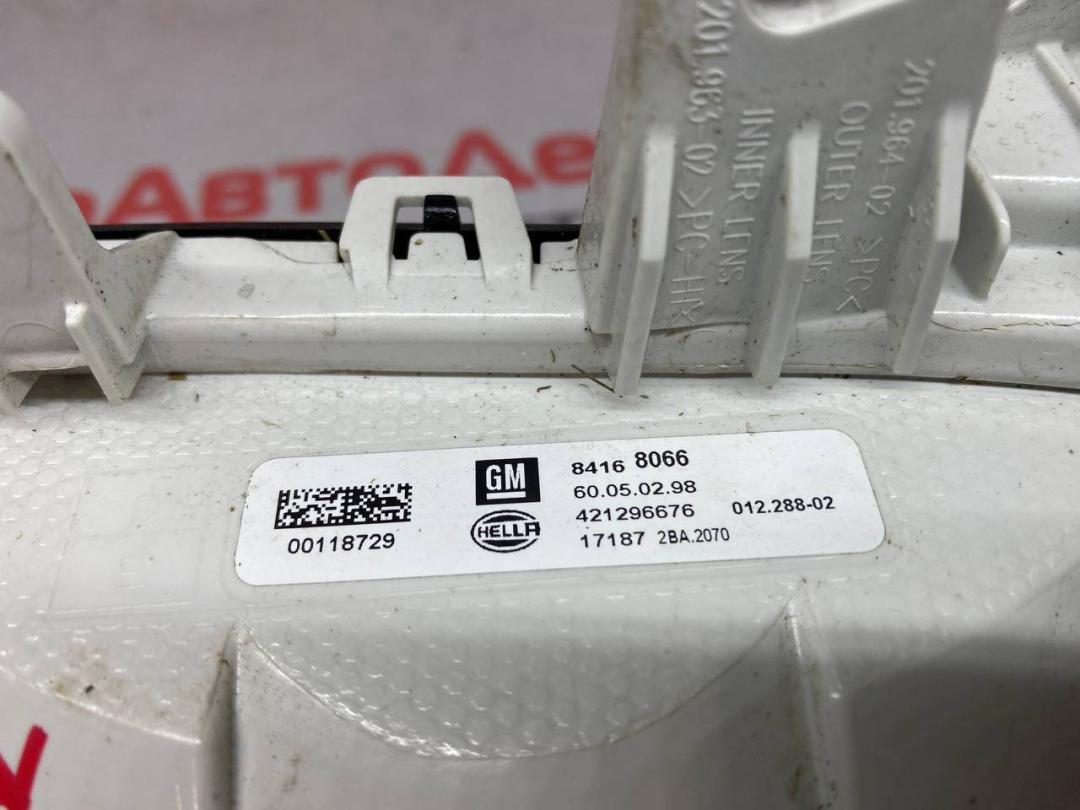 201.963-02 >PC-HT<
INNER LENS
201.964-02 >PC<
OUTER LENS
АвтоДе
GM
8416 8066
60.05.02.98
421296676
012.288-02
HELLA
17187 2BA.2070
00118729